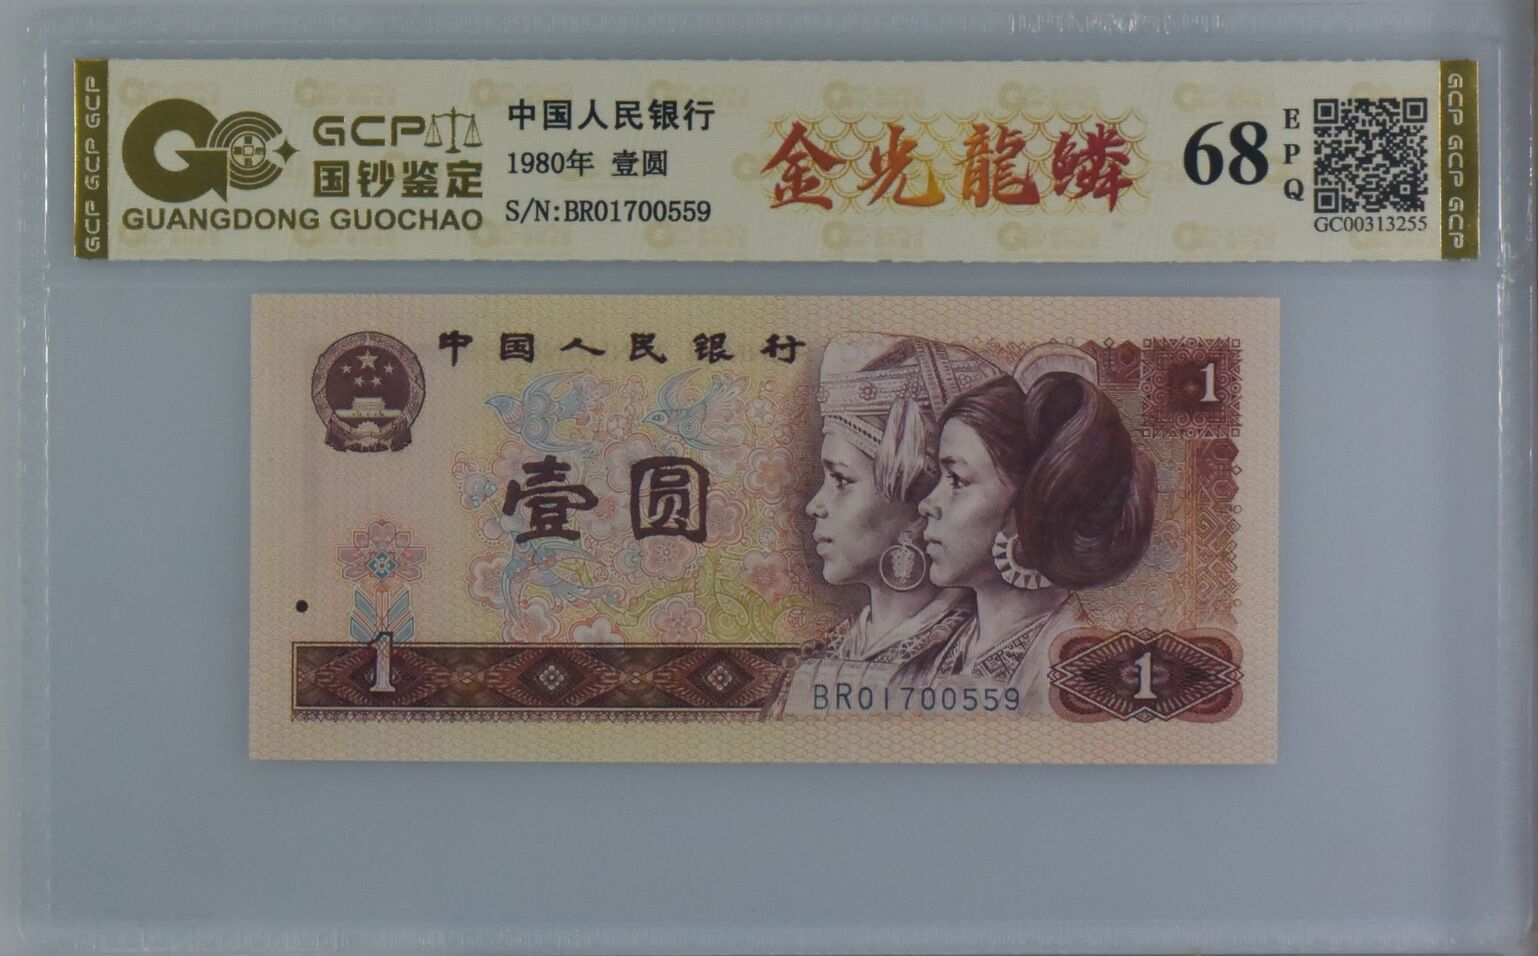 GCP GCP GCP
GCP
国钞鉴定
GUANGDONG GUOCHAO
中国人民银行
1980年 壹圆
S/N:BR01700559
金光龍鳞
68
EPQ
GC00313255
GCP GCP GCP
中国人民银行
1
壹圆
1
BR01700559
1